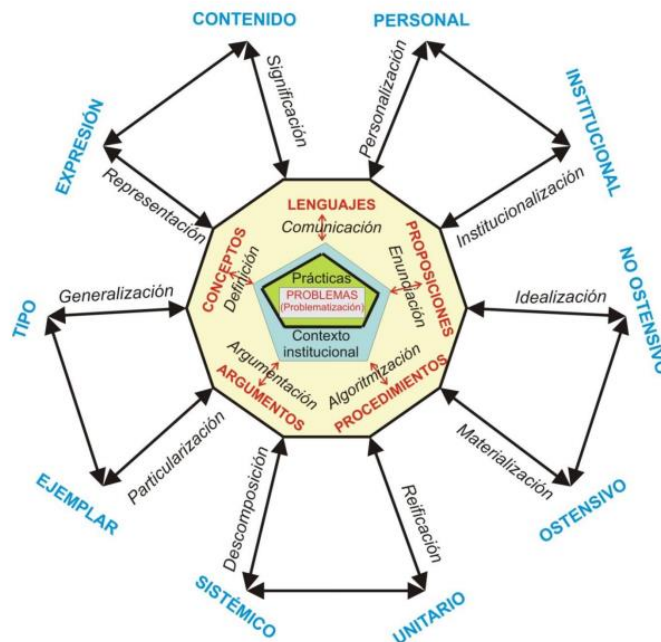 CONTENIDO
PERSONAL
EXPRESIÓN
Significación
Personalización
INSTITUCIONAL
Representación
Institucionalización
LENGUAJES
Comunicación
CONCEPTOS
Definición
PROPOSICIONES
Enunciación
Prácticas
PROBLEMAS
(Problematización)
Contexto
institucional
TIPO
Generalización
Idealización
NO OSTENSIVO
Argumentación
ARGUMENTOS
Algoritmización
PROCEDIMIENTOS
EJEMPLAR
Particularización
Materialización
OSTENSIVO
Descomposición
Reificación
SISTÉMICO
UNITARIO